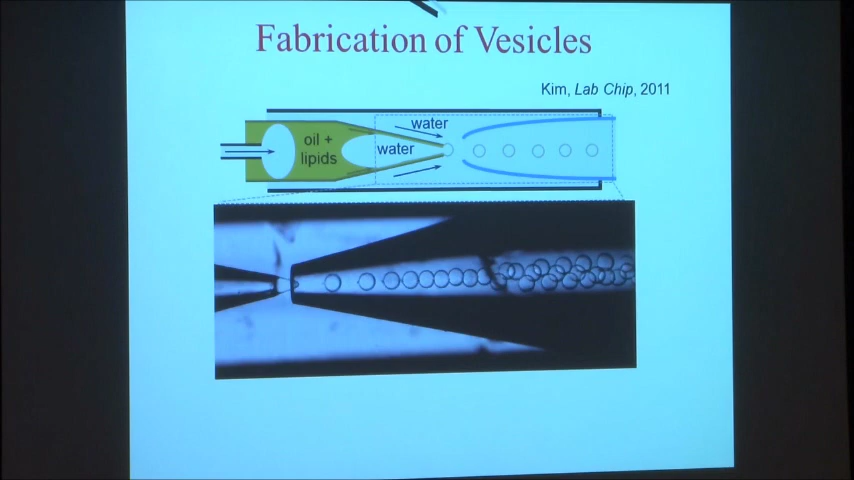 Fabrication of Vesicles
Kim, Lab Chip, 2011
water
oil +
lipids
water